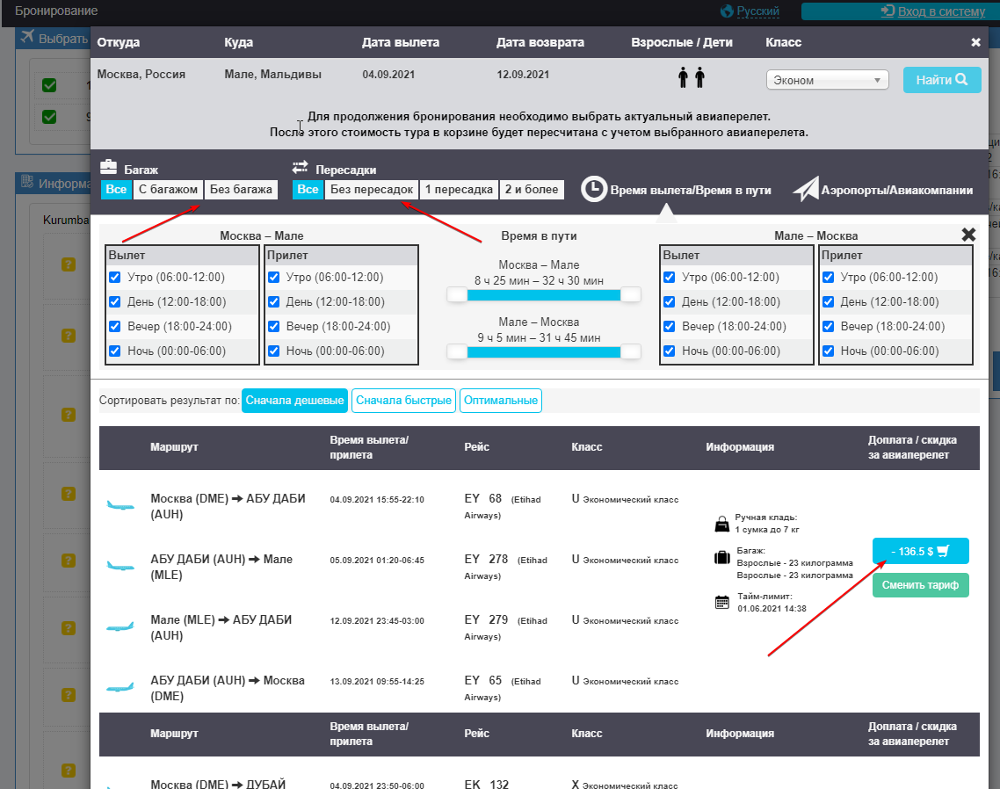 Бронирование
Русский
Вход в систему
Выбрать
Откуда Куда Дата вылета Дата возврата Взрослые / Дети Класс
Москва, Россия Мале, Мальдивы 04.09.2021 12.09.2021 Эконом Найти
Для продолжения бронирования необходимо выбрать актуальный авиаперелет.
После этого стоимость тура в корзине будет пересчитана с учетом выбранного авиаперелета.
Информа
Kurumba
Багаж
Все С багажом Без багажа
Пересадки
Все Без пересадок 1 пересадка 2 и более
Время вылета/Время в пути
Аэропорты/Авиакомпании
Москва – Мале
Вылет Прилет
Утро (06:00-12:00) Утро (06:00-12:00)
День (12:00-18:00) День (12:00-18:00)
Вечер (18:00-24:00) Вечер (18:00-24:00)
Ночь (00:00-06:00) Ночь (00:00-06:00)
Время в пути
Москва – Мале
8 ч 25 мин – 32 ч 30 мин
Мале – Москва
9 ч 5 мин – 31 ч 45 мин
Мале – Москва
Вылет Прилет
Утро (06:00-12:00) Утро (06:00-12:00)
День (12:00-18:00) День (12:00-18:00)
Вечер (18:00-24:00) Вечер (18:00-24:00)
Ночь (00:00-06:00) Ночь (00:00-06:00)
Сортировать результат по: Сначала дешевые Сначала быстрые Оптимальные
Маршрут Время вылета/ Рейс Класс Информация Доплата / скидка
прилета за авиаперелет
Москва (DME) ➔ АБУ ДАБИ 04.09.2021 15:55-22:10 EY 68 (Etihad U Экономический класс
(AUH) Airways)
АБУ ДАБИ (AUH) ➔ Мале 05.09.2021 01:20-06:45 EY 278 (Etihad U Экономический класс
(MLE) Airways)
Мале (MLE) ➔ АБУ ДАБИ 12.09.2021 23:45-03:00 EY 279 (Etihad U Экономический класс
(AUH) Airways)
АБУ ДАБИ (AUH) ➔ Москва 13.09.2021 09:55-14:25 EY 65 (Etihad U Экономический класс
(DME) Airways)
Ручная кладь:
1 сумка до 7 кг
Багаж:
Взрослые - 23 килограмма
Взрослые - 23 килограмма
Тайм-лимит:
01.06.2021 14:38
- 136.5 $
Сменить тариф
Маршрут Время вылета/ Рейс Класс Информация Доплата / скидка
прилета за авиаперелет
Москва (DME) ➔ ДУБАЙ 04.09.2021 23:50-06:00 EK 132 X Экономический класс